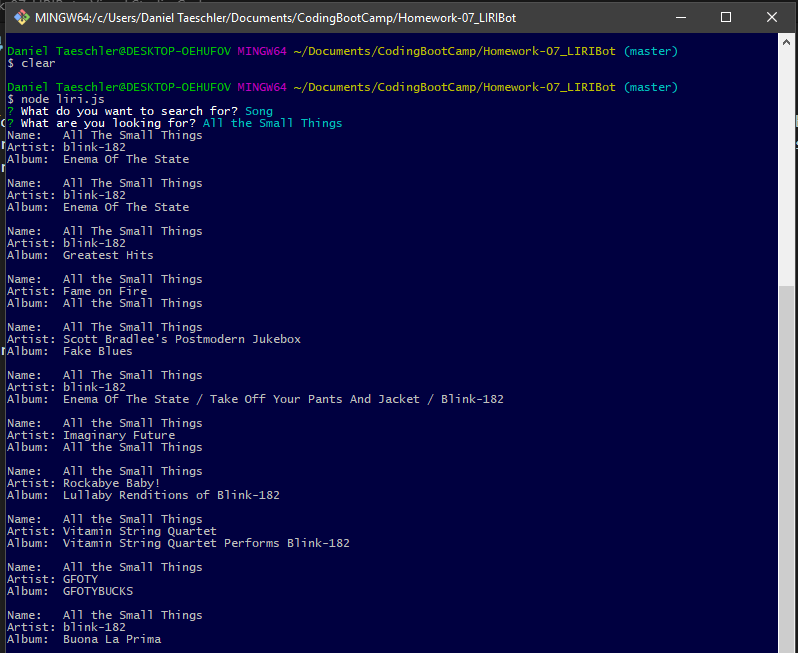 MINGW64:/c/Users/Daniel Taeschler/Documents/CodingBootCamp/Homework-07_LIRIBot
Daniel Taeschler@DESKTOP-OEHUFOV MINGW64 ~/Documents/CodingBootCamp/Homework-07_LIRIBot (master)
$ clear
Daniel Taeschler@DESKTOP-OEHUFOV MINGW64 ~/Documents/CodingBootCamp/Homework-07_LIRIBot (master)
$ node liri.js
? What do you want to search for? Song
? What are you looking for? All the Small Things
Name:   All The Small Things
Artist: blink-182
Album:  Enema Of The State
Name:   All The Small Things
Artist: blink-182
Album:  Enema Of The State
Name:   All The Small Things
Artist: blink-182
Album:  Greatest Hits
Name:   All the Small Things
Artist: Fame on Fire
Album:  All the Small Things
Name:   All the Small Things
Artist: Scott Bradlee's Postmodern Jukebox
Album:  Fake Blues
Name:   All The Small Things
Artist: blink-182
Album:  Enema Of The State / Take Off Your Pants And Jacket / Blink-182
Name:   All the Small Things
Artist: Imaginary Future
Album:  All the Small Things
Name:   All the Small Things
Artist: Rockabye Baby!
Album:  Lullaby Renditions of Blink-182
Name:   All the Small Things
Artist: Vitamin String Quartet
Album:  Vitamin String Quartet Performs Blink-182
Name:   All the Small Things
Artist: GFOTY
Album:  GFOTYBUCKS
Name:   All the Small Things
Artist: blink-182
Album:  Buona La Prima